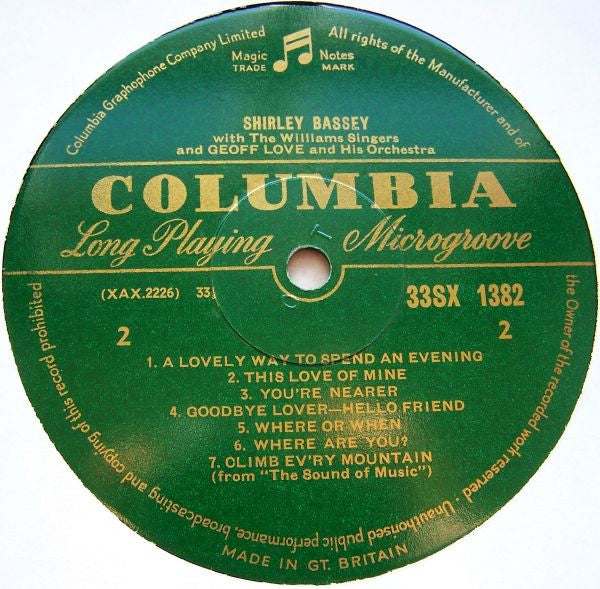 Columbia Graphophone Company Limited
All rights of the Manufacturer and of
the Owner of the recorded work reserved · Unauthorised public performance, broadcasting and copying of this record prohibited
Magic Notes
TRADE MARK
SHIRLEY BASSEY
with The Williams Singers
and GEOFF LOVE and His Orchestra
COLUMBIA
Long Playing Microgroove
(XAX.2226) 33⅓ 33SX 1382
2 2
1. A LOVELY WAY TO SPEND AN EVENING
2. THIS LOVE OF MINE
3. YOU'RE NEARER
4. GOODBYE LOVER—HELLO FRIEND
5. WHERE OR WHEN
6. WHERE ARE YOU?
7. CLIMB EV'RY MOUNTAIN
(from "The Sound of Music")
MADE IN GT. BRITAIN